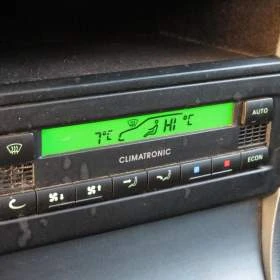 7°C HI °C
AUTO
CLIMATRONIC
ECON